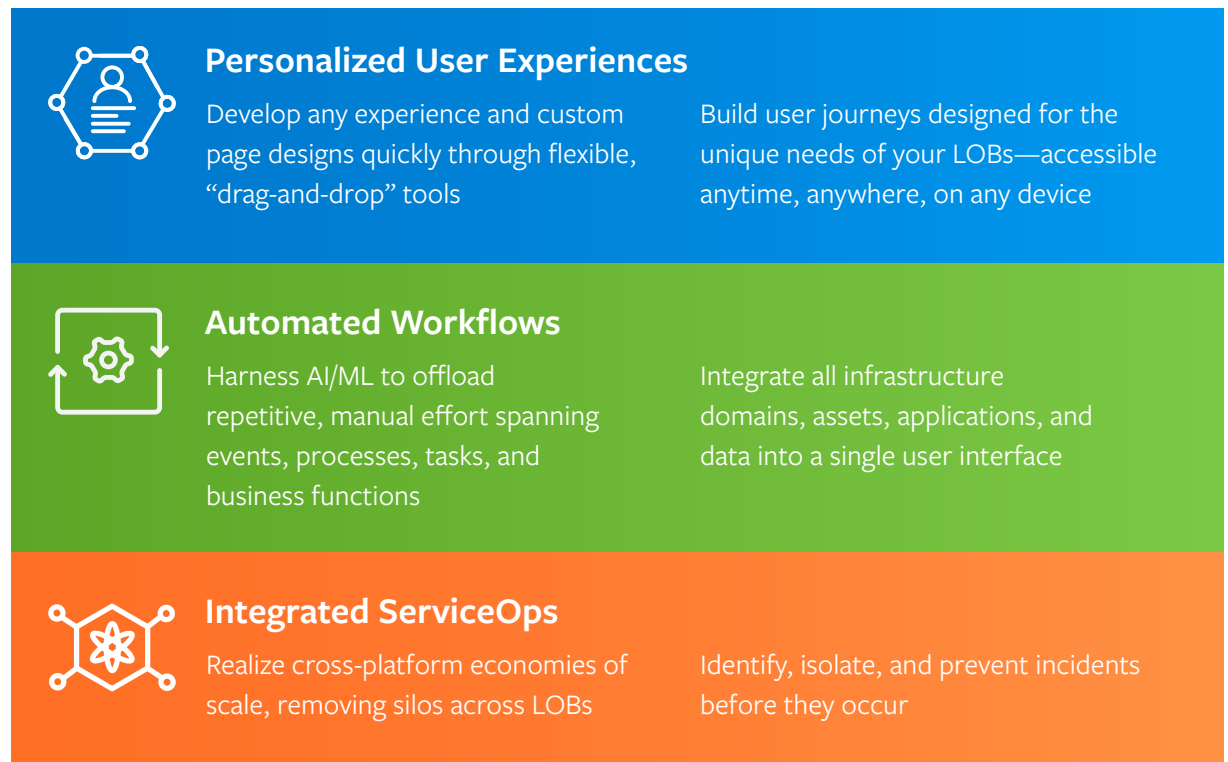 Personalized User Experiences
Develop any experience and custom
page designs quickly through flexible,
“drag-and-drop” tools
Build user journeys designed for the
unique needs of your LOBs—accessible
anytime, anywhere, on any device
Automated Workflows
Harness AI/ML to offload
repetitive, manual effort spanning
events, processes, tasks, and
business functions
Integrate all infrastructure
domains, assets, applications, and
data into a single user interface
Integrated ServiceOps
Realize cross-platform economies of
scale, removing silos across LOBs
Identify, isolate, and prevent incidents
before they occur